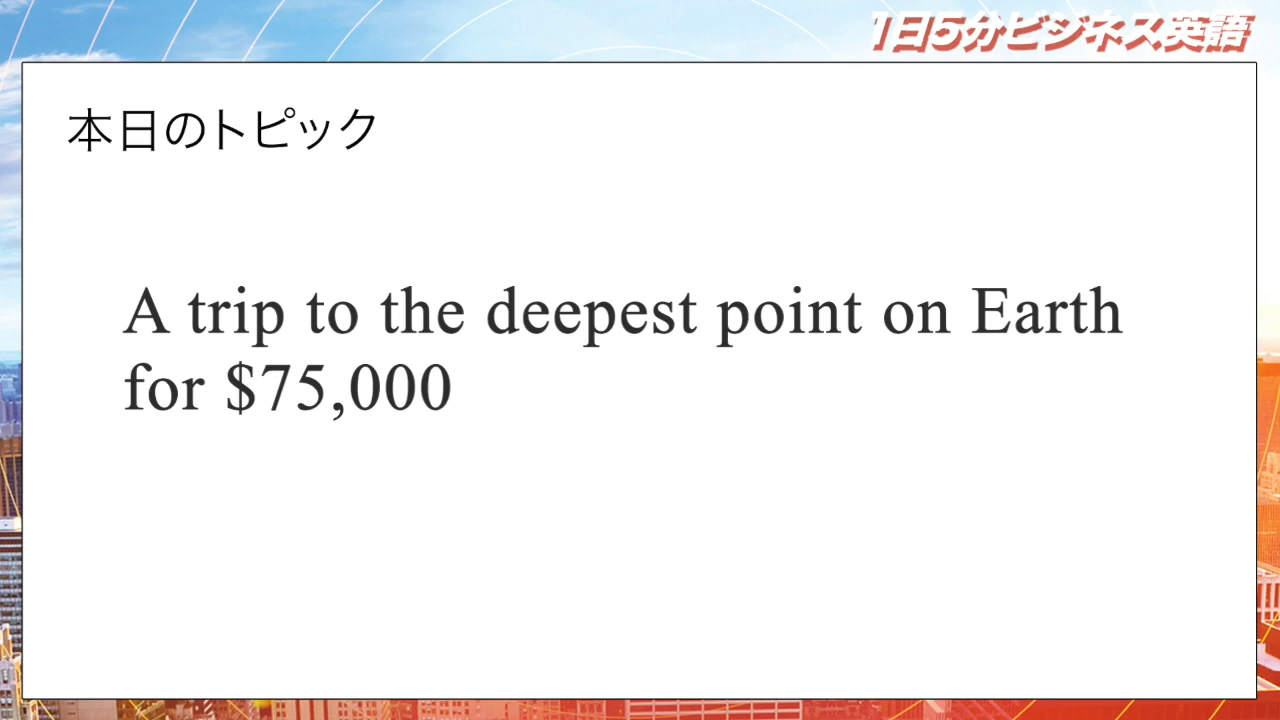 1日5分ビジネス英語
本日のトピック
A trip to the deepest point on Earth
for $75,000